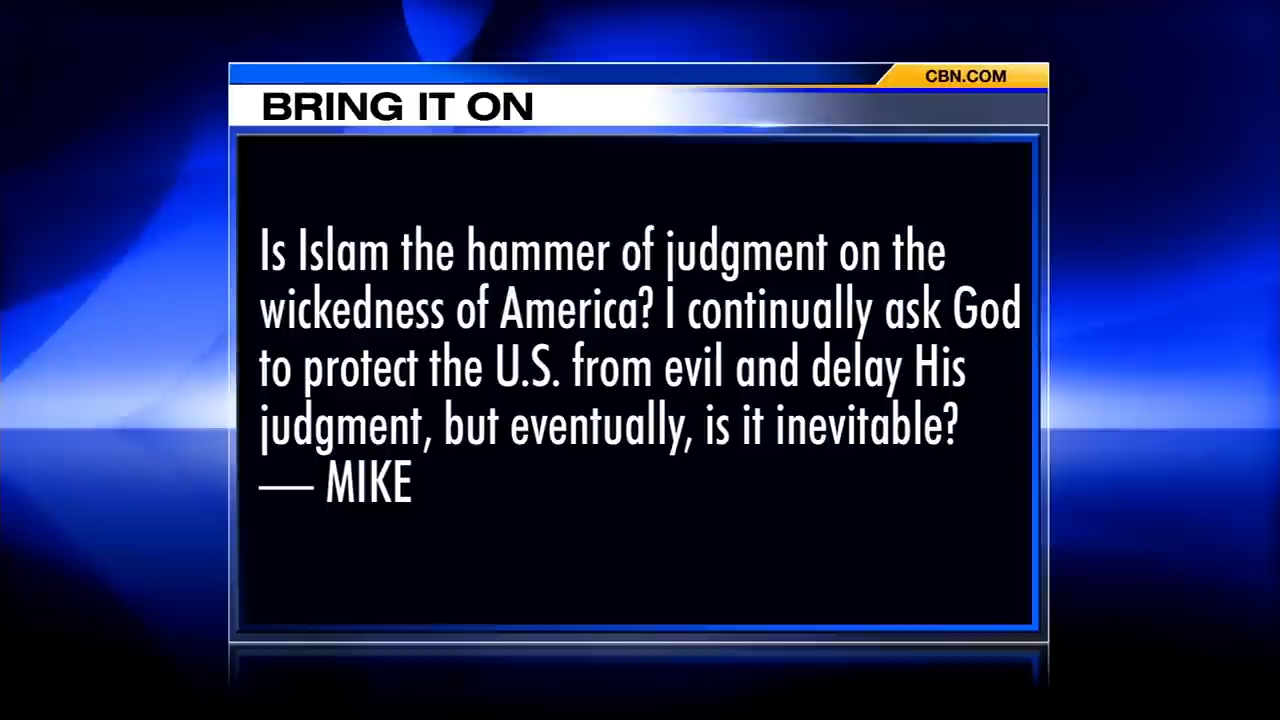 CBN.COM
BRING IT ON
Is Islam the hammer of judgment on the
wickedness of America? I continually ask God
to protect the U.S. from evil and delay His
judgment, but eventually, is it inevitable?
— MIKE